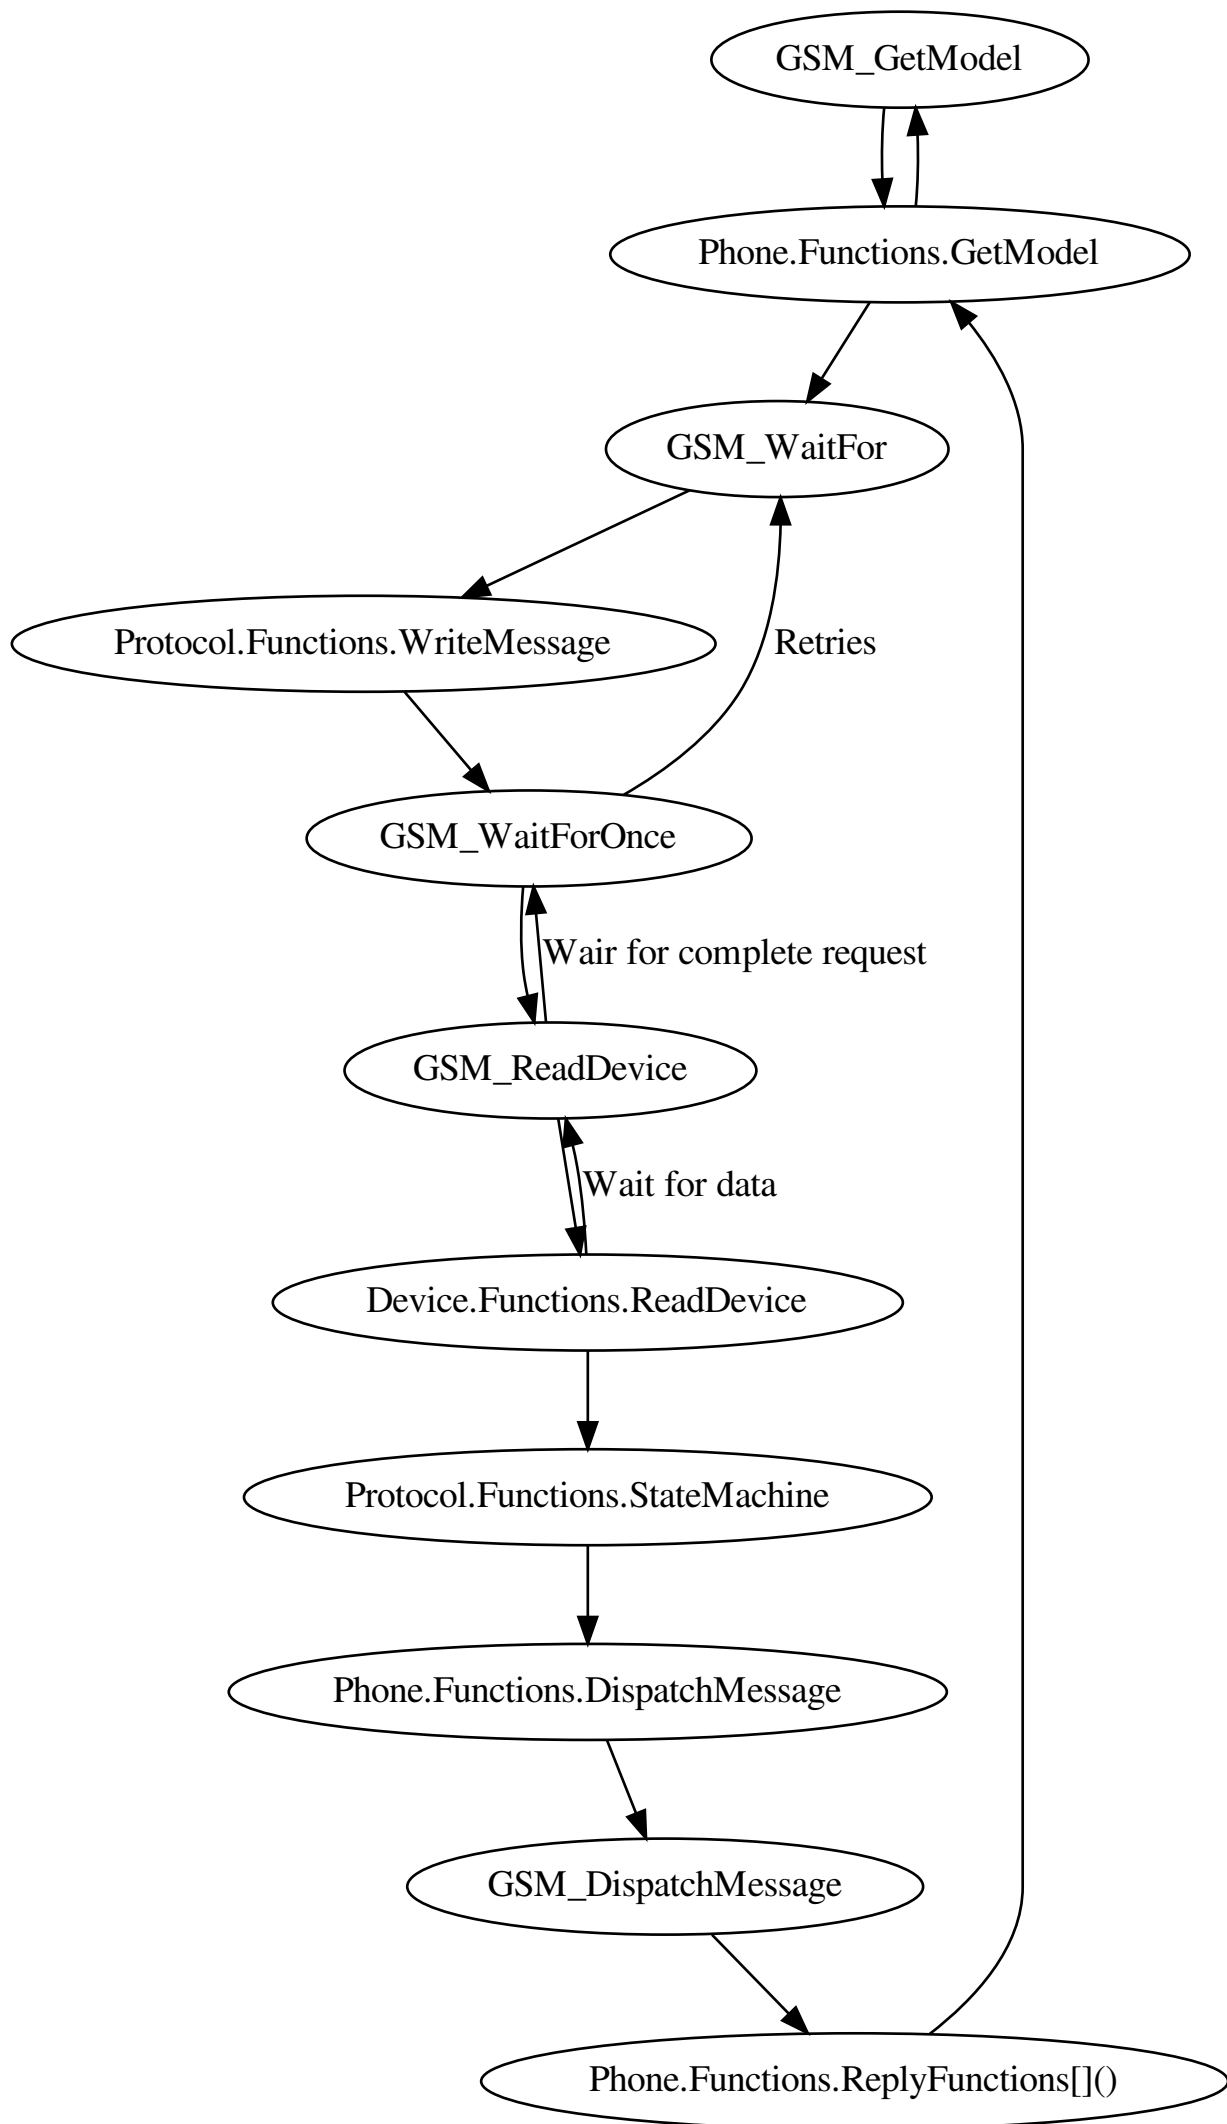 GSM_GetModel
Phone.Functions.GetModel
GSM_WaitFor
Protocol.Functions.WriteMessage
Retries
GSM_WaitForOnce
Wair for complete request
GSM_ReadDevice
Wait for data
Device.Functions.ReadDevice
Protocol.Functions.StateMachine
Phone.Functions.DispatchMessage
GSM_DispatchMessage
Phone.Functions.ReplyFunctions[]()